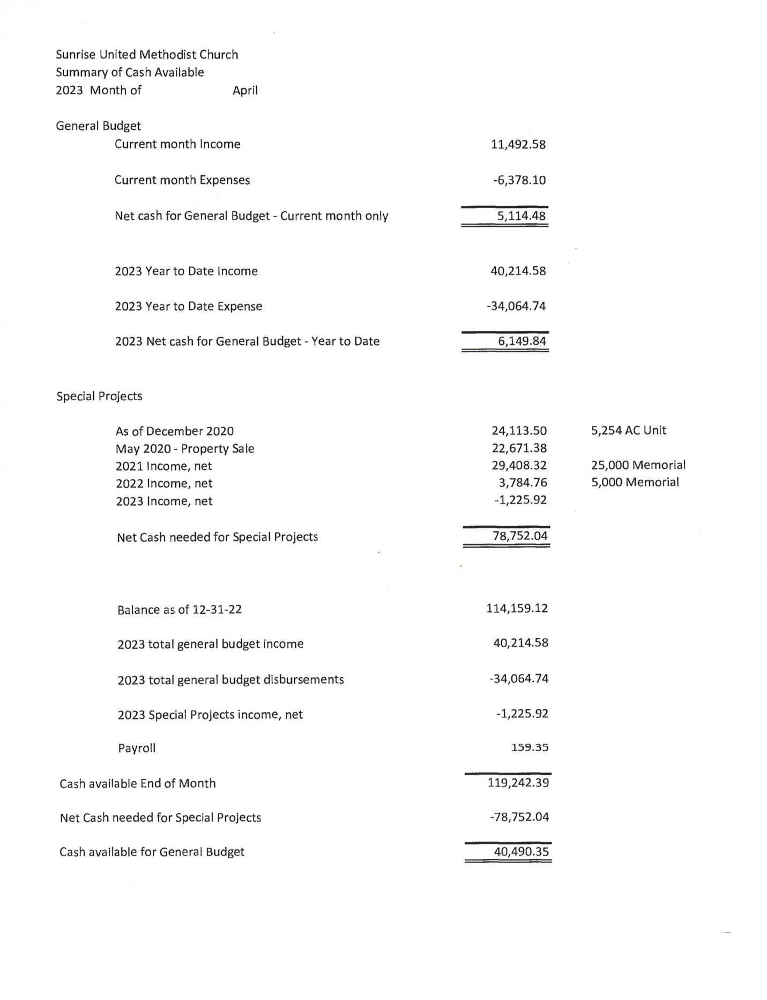 Sunrise United Methodist Church
Summary of Cash Available
2023 Month of April
General Budget
Current month Income 11,492.58
Current month Expenses -6,378.10
Net cash for General Budget - Current month only 5,114.48
2023 Year to Date Income 40,214.58
2023 Year to Date Expense -34,064.74
2023 Net cash for General Budget - Year to Date 6,149.84
Special Projects
As of December 2020 24,113.50 5,254 AC Unit
May 2020 - Property Sale 22,671.38
2021 Income, net 29,408.32 25,000 Memorial
2022 Income, net 3,784.76 5,000 Memorial
2023 Income, net -1,225.92
Net Cash needed for Special Projects 78,752.04
Balance as of 12-31-22 114,159.12
2023 total general budget income 40,214.58
2023 total general budget disbursements -34,064.74
2023 Special Projects income, net -1,225.92
Payroll 159.35
Cash available End of Month 119,242.39
Net Cash needed for Special Projects -78,752.04
Cash available for General Budget 40,490.35